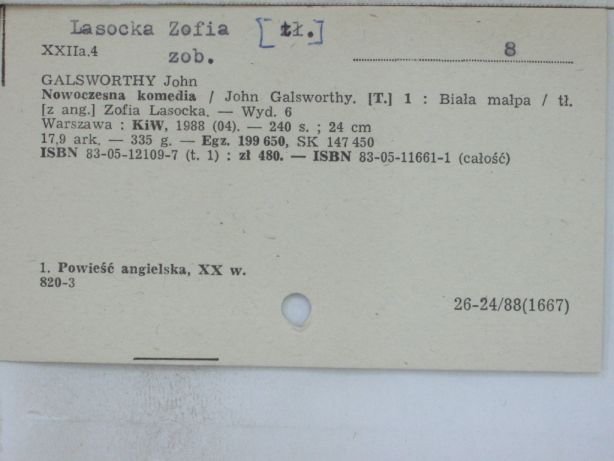 Lasocka Zofia [tł.]
XXIIa.4 zob. 8
GALSWORTHY John
Nowoczesna komedia / John Galsworthy. [T.] 1 : Biała małpa / tł.
[z ang.] Zofia Lasocka. — Wyd. 6
Warszawa : KiW, 1988 (04). — 240 s. ; 24 cm
17,9 ark. — 335 g. — Egz. 199 650, SK 147 450
ISBN 83-05-12109-7 (t. 1) : zł 480. — ISBN 83-05-11661-1 (całość)
1. Powieść angielska, XX w.
820-3
26-24/88(1667)